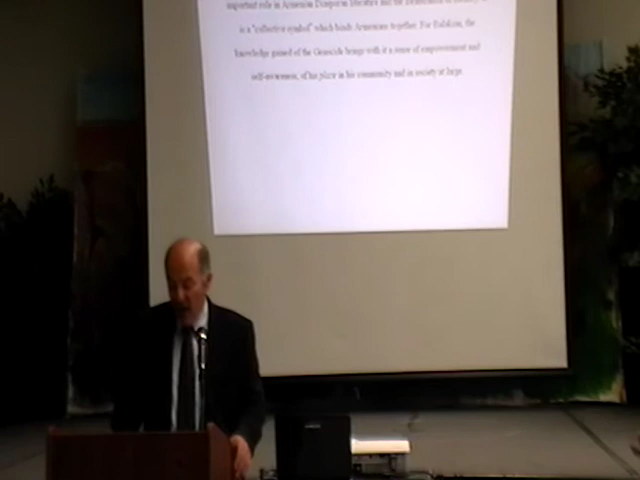 important role in Armenian Diasporan literature and the
is a "collective symbol" which binds Armenians together. For Balakian, the
knowledge gained of the Genocide brings with it a sense of empowerment and
self-awareness, of his place in his community and in society at large.